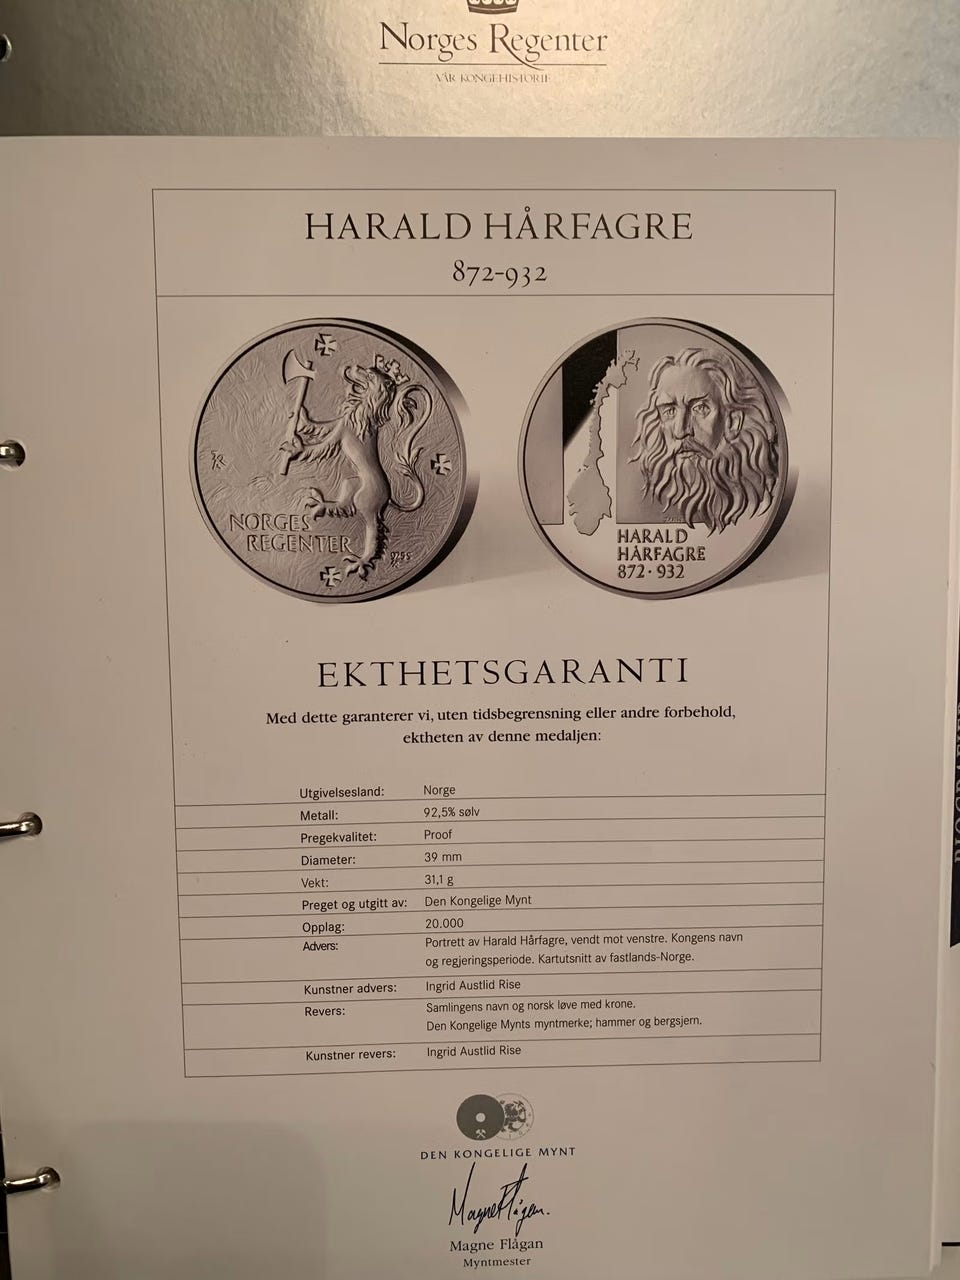 Norges Regenter
VÅR KONGEHISTORIE
HARALD HÅRFAGRE
872-932
NORGES
REGENTER
925 S
HARALD
HÅRFAGRE
872 · 932
EKTHETSGARANTI
Med dette garanterer vi, uten tidsbegrensning eller andre forbehold,
ektheten av denne medaljen:
Utgivelsesland: Norge
Metall: 92,5% sølv
Pregekvalitet: Proof
Diameter: 39 mm
Vekt: 31,1 g
Preget og utgitt av: Den Kongelige Mynt
Opplag: 20.000
Advers: Portrett av Harald Hårfagre, vendt mot venstre. Kongens navn
og regjeringsperiode. Kartutsnitt av fastlands-Norge.
Kunstner advers: Ingrid Austlid Rise
Revers: Samlingens navn og norsk løve med krone.
Den Kongelige Mynts myntmerke; hammer og bergsjern.
Kunstner revers: Ingrid Austlid Rise
DEN KONGELIGE MYNT
Magne Flågan.
Magne Flågan
Myntmester